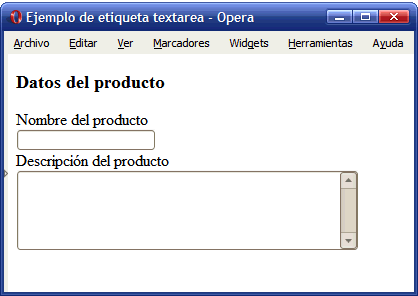 Ejemplo de etiqueta textarea - Opera
Archivo Editar Ver Marcadores Widgets Herramientas Ayuda
Datos del producto
Nombre del producto
Descripción del producto